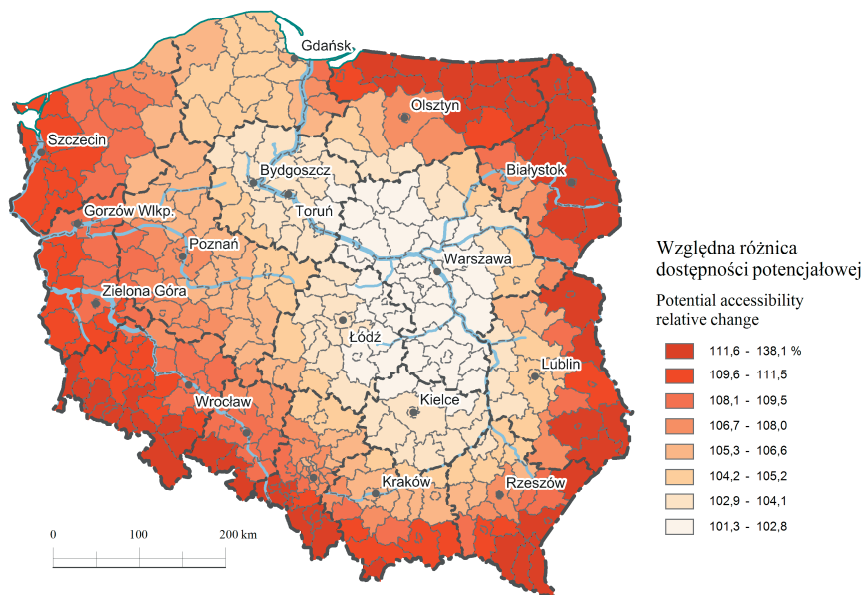 Gdańsk
Olsztyn
Szczecin
Bydgoszcz
Białystok
Toruń
Gorzów Wlkp.
Poznań
Warszawa
Zielona Góra
Łódź
Lublin
Wrocław
Kielce
Kraków
Rzeszów
0 100 200 km
Względna różnica
dostępności potencjałowej
Potential accessibility
relative change
111,6 - 138,1 %
109,6 - 111,5
108,1 - 109,5
106,7 - 108,0
105,3 - 106,6
104,2 - 105,2
102,9 - 104,1
101,3 - 102,8